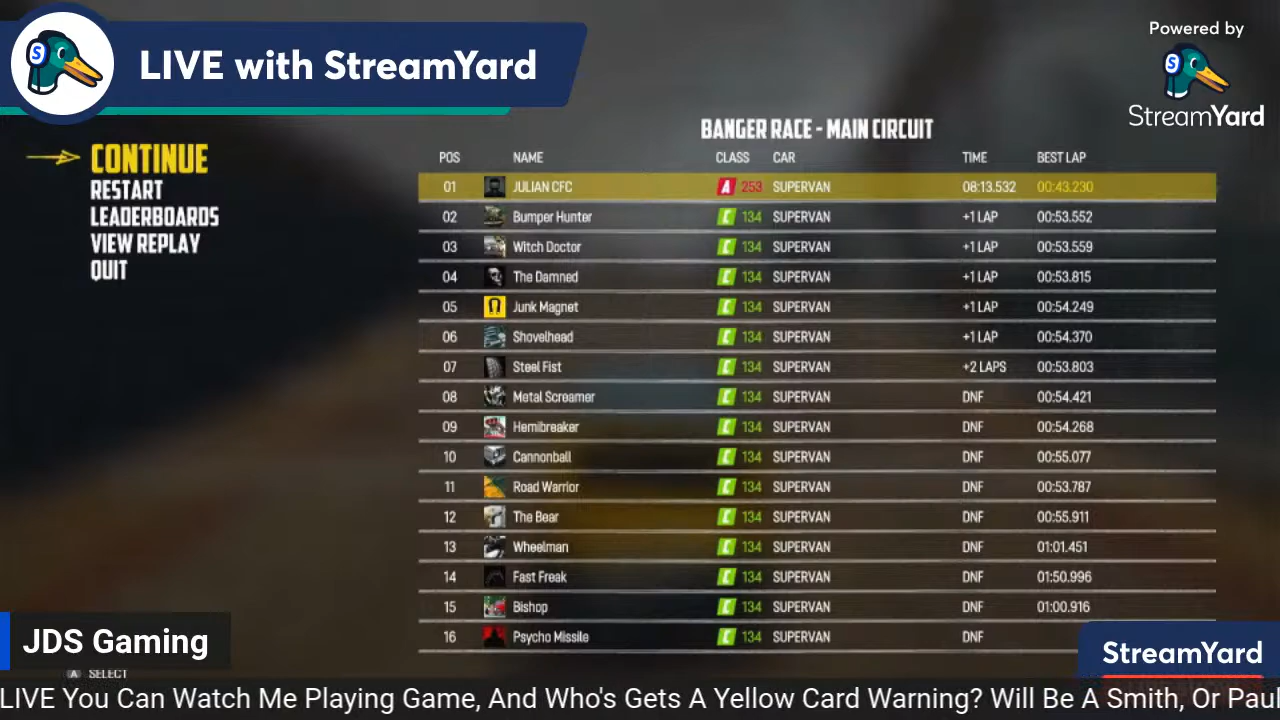 LIVE with StreamYard
Powered by
StreamYard
BANGER RACE - MAIN CIRCUIT
CONTINUE
RESTART
LEADERBOARDS
VIEW REPLAY
QUIT
POS NAME CLASS CAR TIME BEST LAP
01 JULIAN CFC A 253 SUPERVAN 08:13.532 00:43.230
02 Bumper Hunter C 134 SUPERVAN +1 LAP 00:53.552
03 Witch Doctor C 134 SUPERVAN +1 LAP 00:53.559
04 The Damned C 134 SUPERVAN +1 LAP 00:53.815
05 Junk Magnet C 134 SUPERVAN +1 LAP 00:54.249
06 Shovelhead C 134 SUPERVAN +1 LAP 00:54.370
07 Steel Fist C 134 SUPERVAN +2 LAPS 00:53.803
08 Metal Screamer C 134 SUPERVAN DNF 00:54.421
09 Hemibreaker C 134 SUPERVAN DNF 00:54.268
10 Cannonball C 134 SUPERVAN DNF 00:55.077
11 Road Warrior C 134 SUPERVAN DNF 00:53.787
12 The Bear C 134 SUPERVAN DNF 00:55.911
13 Wheelman C 134 SUPERVAN DNF 01:01.451
14 Fast Freak C 134 SUPERVAN DNF 01:50.996
15 Bishop C 134 SUPERVAN DNF 01:00.916
16 Psycho Missile C 134 SUPERVAN DNF
JDS Gaming
StreamYard
A SELECT
LIVE You Can Watch Me Playing Game, And Who's Gets A Yellow Card Warning? Will Be A Smith, Or Paul